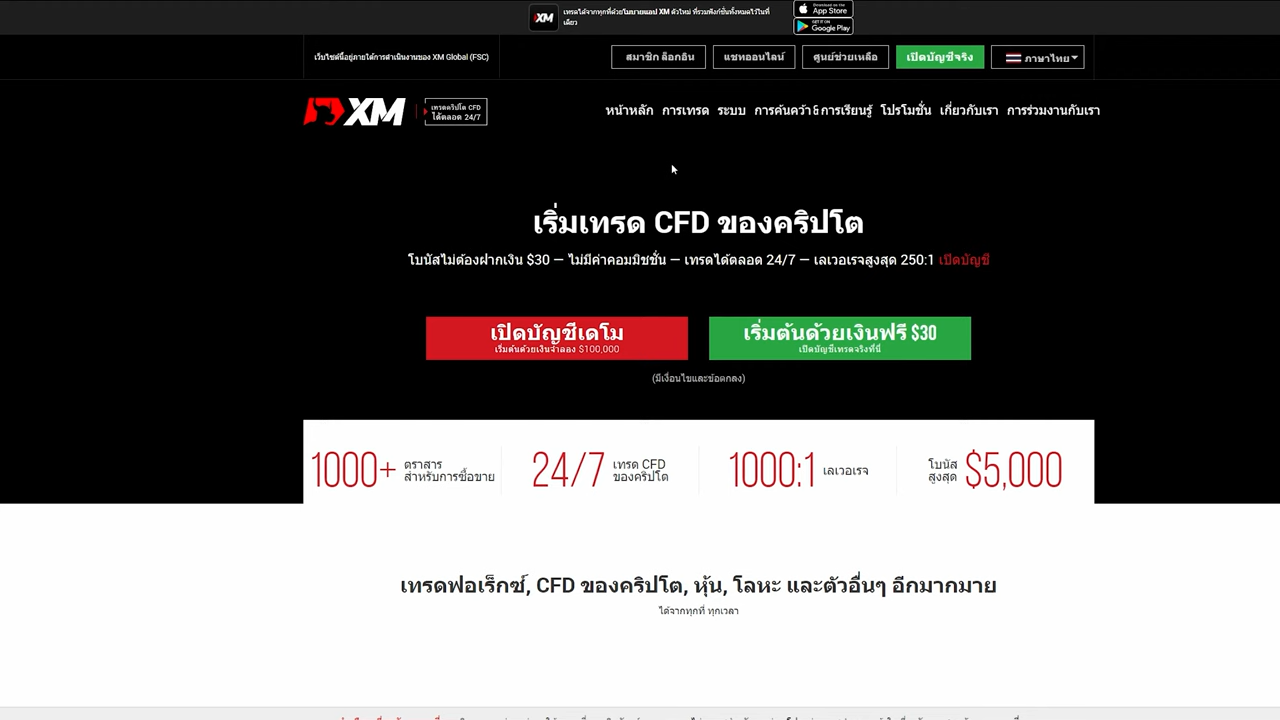 XM
เทรดได้จากทุกที่ด้วยโมบายแอป XM ตัวใหม่ ที่รวมฟังก์ชั่นทั้งหมดไว้ในที่
เดียว
Download on the
App Store
GET IT ON
Google Play
เว็บไซต์นี้อยู่ภายใต้การดำเนินงานของ XM Global (FSC)
สมาชิก ล็อกอิน
แชทออนไลน์
ศูนย์ช่วยเหลือ
เปิดบัญชีจริง
ภาษาไทย
XM
เทรดคริปโต CFD
ได้ตลอด 24/7
หน้าหลัก การเทรด ระบบ การค้นคว้า & การเรียนรู้ โปรโมชั่น เกี่ยวกับเรา การร่วมงานกับเรา
เริ่มเทรด CFD ของคริปโต
โบนัสไม่ต้องฝากเงิน $30 — ไม่มีค่าคอมมิชชั่น — เทรดได้ตลอด 24/7 — เลเวอเรจสูงสุด 250:1 เปิดบัญชี
เปิดบัญชีเดโม
เริ่มต้นด้วยเงินจำลอง $100,000
เริ่มต้นด้วยเงินฟรี $30
เปิดบัญชีเทรดจริงที่นี่
(มีเงื่อนไขและข้อตกลง)
1000+
ตราสาร
สำหรับการซื้อขาย
24/7
เทรด CFD
ของคริปโต
1000:1
เลเวอเรจ
โบนัส
สูงสุด
$5,000
เทรดฟอเร็กซ์, CFD ของคริปโต, หุ้น, โลหะ และตัวอื่นๆ อีกมากมาย
ได้จากทุกที่ ทุกเวลา